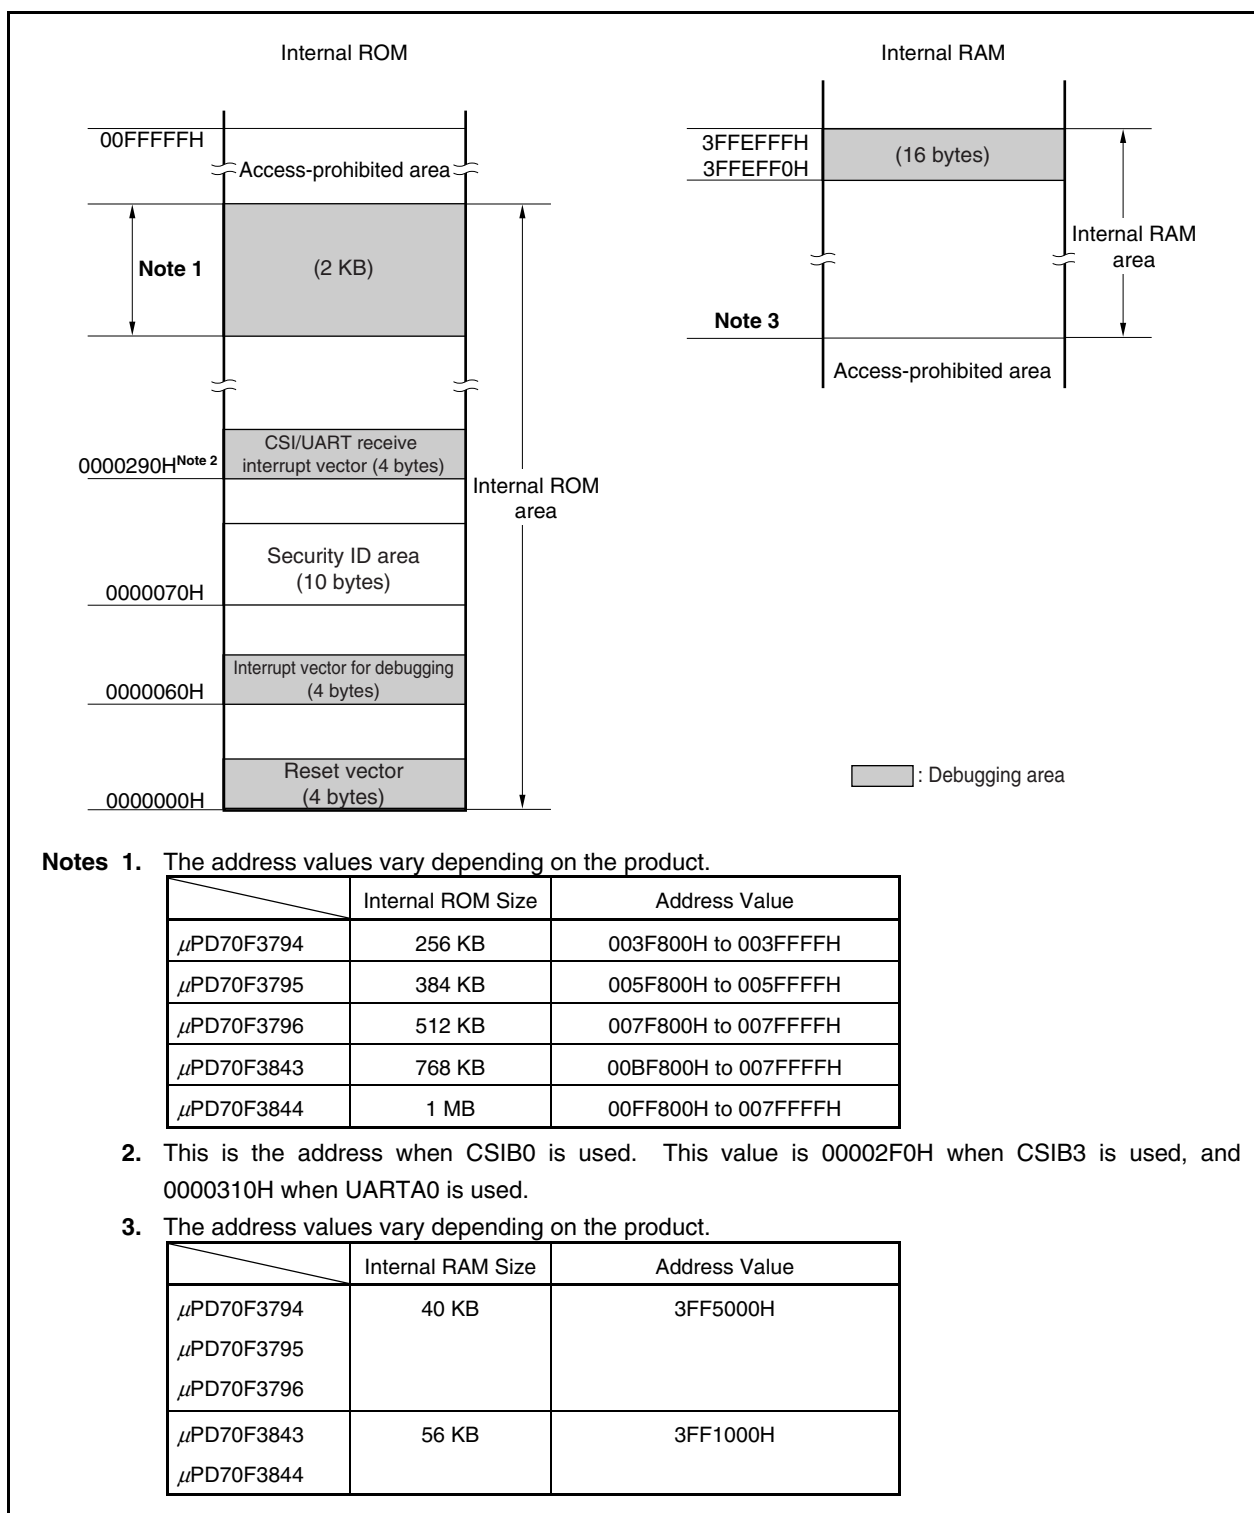 Internal ROM
00FFFFFH
Access-prohibited area
Note 1
(2 KB)
CSI/UART receive
interrupt vector (4 bytes)
0000290H Note 2
Internal ROM
area
Security ID area
(10 bytes)
0000070H
Interrupt vector for debugging
(4 bytes)
0000060H
Reset vector
(4 bytes)
0000000H
Internal RAM
3FFEFFFH
3FFEFF0H
(16 bytes)
Internal RAM
area
Note 3
Access-prohibited area
: Debugging area
Notes 1. The address values vary depending on the product.
Internal ROM Size Address Value
μPD70F3794 256 KB 003F800H to 003FFFFH
μPD70F3795 384 KB 005F800H to 005FFFFH
μPD70F3796 512 KB 007F800H to 007FFFFH
μPD70F3843 768 KB 00BF800H to 007FFFFH
μPD70F3844 1 MB 00FF800H to 007FFFFH
2. This is the address when CSIB0 is used. This value is 00002F0H when CSIB3 is used, and
0000310H when UARTA0 is used.
3. The address values vary depending on the product.
Internal RAM Size Address Value
μPD70F3794 40 KB 3FF5000H
μPD70F3795
μPD70F3796
μPD70F3843 56 KB 3FF1000H
μPD70F3844